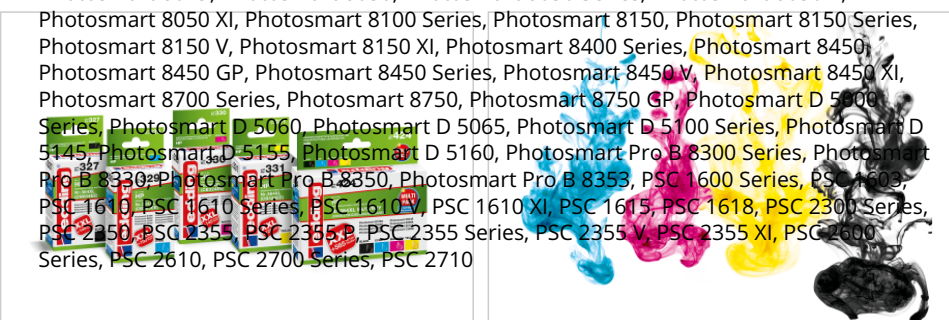 Photosmart 8050 XI, Photosmart 8100 Series, Photosmart 8150, Photosmart 8150 Series,
Photosmart 8150 V, Photosmart 8150 XI, Photosmart 8400 Series, Photosmart 8450,
Photosmart 8450 GP, Photosmart 8450 Series, Photosmart 8450 V, Photosmart 8450 XI,
Photosmart 8700 Series, Photosmart 8750, Photosmart 8750 GP, Photosmart D 5000
Series, Photosmart D 5060, Photosmart D 5065, Photosmart D 5100 Series, Photosmart D
5145, Photosmart D 5155, Photosmart D 5160, Photosmart Pro B 8300 Series, Photosmart
Pro B 8330, Photosmart Pro B 8350, Photosmart Pro B 8353, PSC 1600 Series, PSC 1603,
PSC 1610, PSC 1610 Series, PSC 1610 V, PSC 1610 XI, PSC 1615, PSC 1618, PSC 2300 Series,
PSC 2350, PSC 2355, PSC 2355 Series, PSC 2355 V, PSC 2355 XI, PSC 2600
Series, PSC 2610, PSC 2700 Series, PSC 2710
327
331